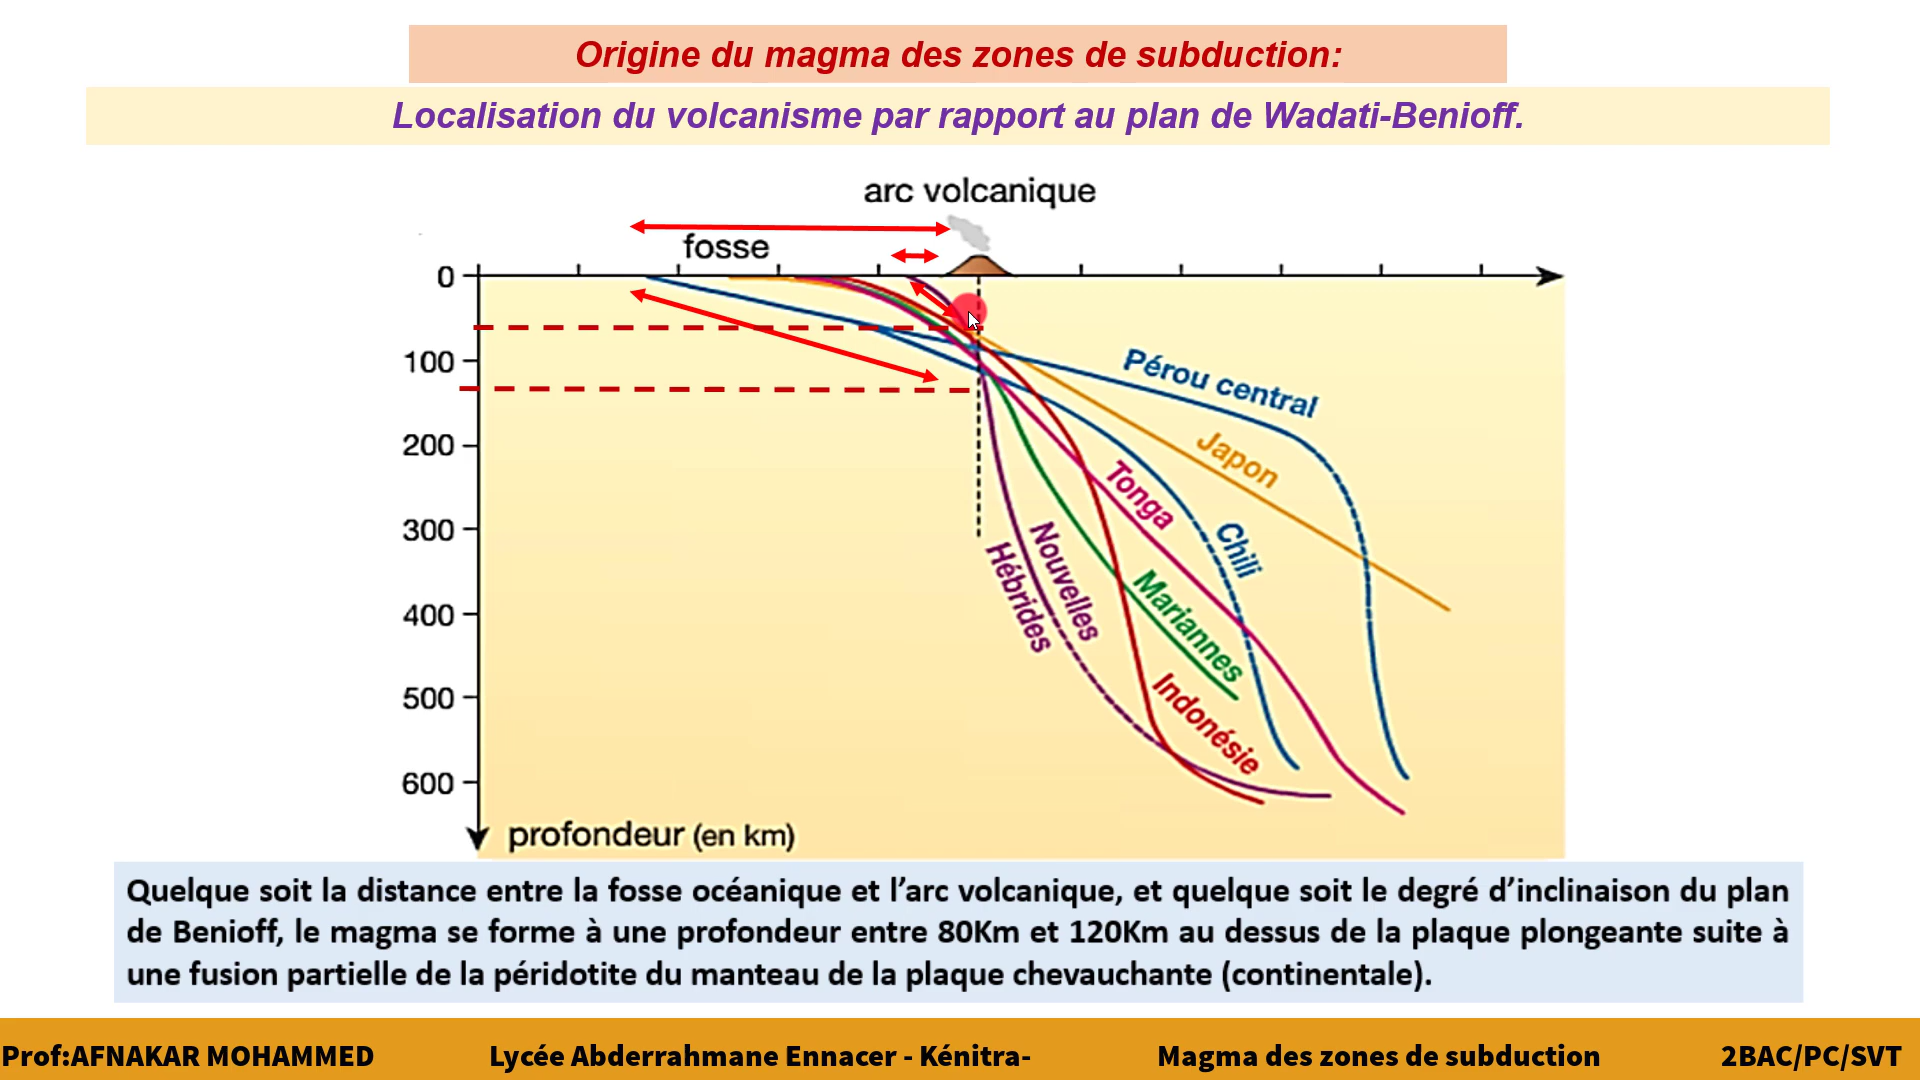 Origine du magma des zones de subduction:
Localisation du volcanisme par rapport au plan de Wadati-Benioff.
arc volcanique
fosse
0
100
200
300
400
500
600
Pérou central
Japon
Tonga
Chili
Nouvelles
Hébrides
Mariannes
Indonésie
profondeur (en km)
Quelque soit la distance entre la fosse océanique et l’arc volcanique, et quelque soit le degré d’inclinaison du plan
de Benioff, le magma se forme à une profondeur entre 80Km et 120Km au dessus de la plaque plongeante suite à
une fusion partielle de la péridotite du manteau de la plaque chevauchante (continentale).
Prof:AFNAKAR MOHAMMED Lycée Abderrahmane Ennacer - Kénitra- Magma des zones de subduction 2BAC/PC/SVT